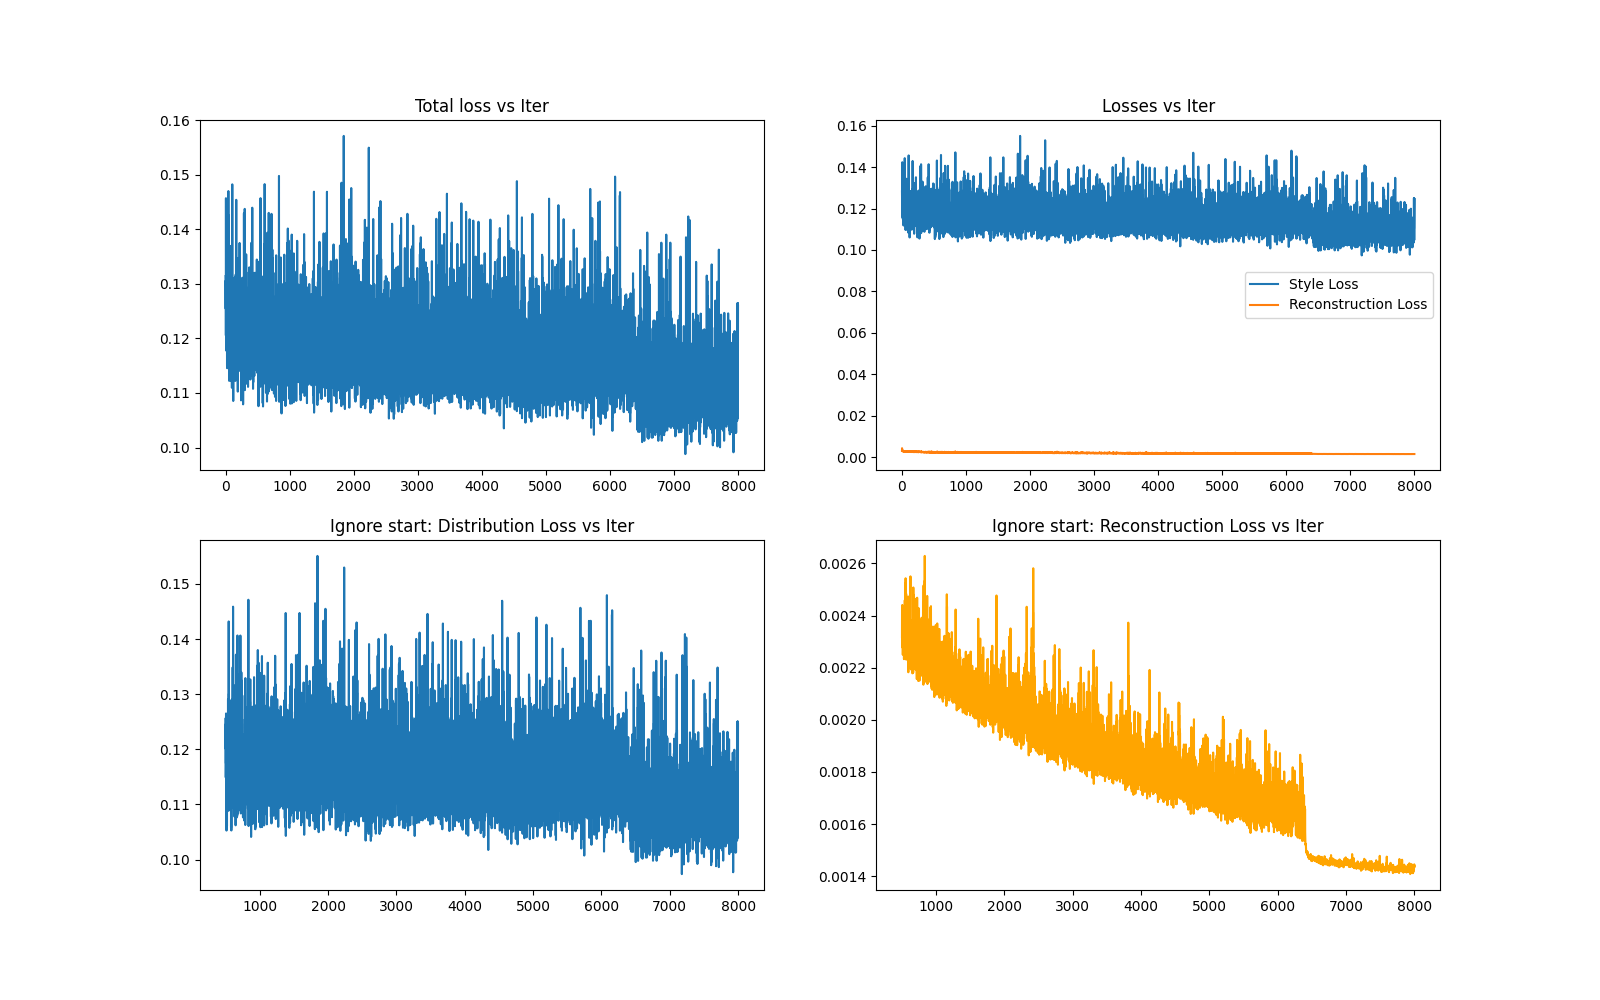 Total loss vs Iter
0.16
0.15
0.14
0.13
0.12
0.11
0.10
0 1000 2000 3000 4000 5000 6000 7000 8000
Losses vs Iter
0.16
0.14
0.12
0.10
0.08
0.06
0.04
0.02
0.00
Style Loss
Reconstruction Loss
0 1000 2000 3000 4000 5000 6000 7000 8000
Ignore start: Distribution Loss vs Iter
0.15
0.14
0.13
0.12
0.11
0.10
1000 2000 3000 4000 5000 6000 7000 8000
Ignore start: Reconstruction Loss vs Iter
0.0026
0.0024
0.0022
0.0020
0.0018
0.0016
0.0014
1000 2000 3000 4000 5000 6000 7000 8000